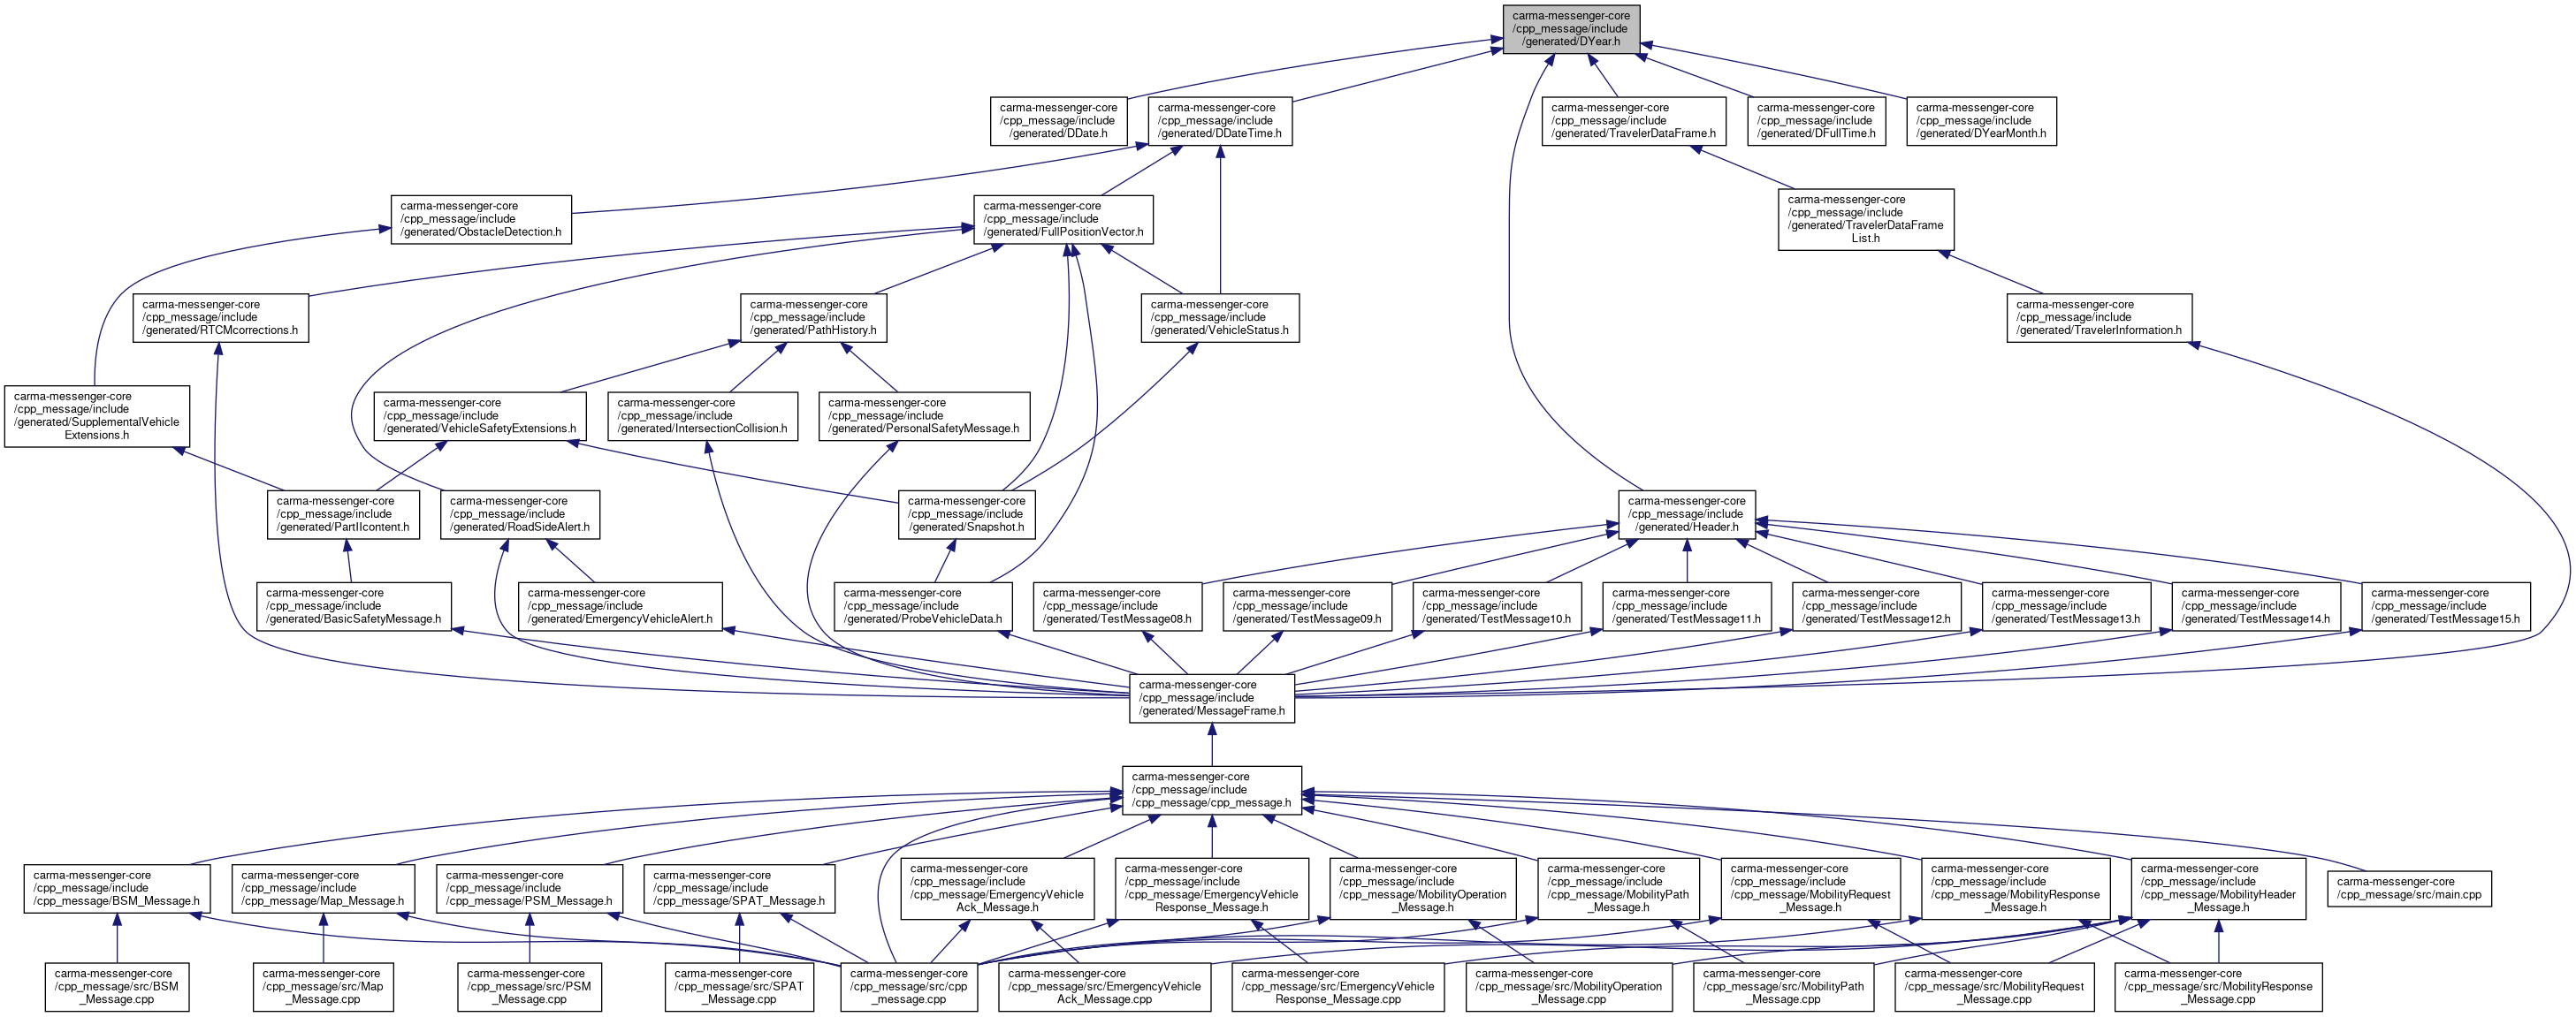 carma-messenger-core
/cpp_message/include
/generated/DYear.h
carma-messenger-core
/cpp_message/include
/generated/DDate.h
carma-messenger-core
/cpp_message/include
/generated/DDateTime.h
carma-messenger-core
/cpp_message/include
/generated/TravelerDataFrame.h
carma-messenger-core
/cpp_message/include
/generated/DFullTime.h
carma-messenger-core
/cpp_message/include
/generated/DYearMonth.h
carma-messenger-core
/cpp_message/include
/generated/ObstacleDetection.h
carma-messenger-core
/cpp_message/include
/generated/FullPositionVector.h
carma-messenger-core
/cpp_message/include
/generated/TravelerDataFrame
List.h
carma-messenger-core
/cpp_message/include
/generated/RTCMcorrections.h
carma-messenger-core
/cpp_message/include
/generated/PathHistory.h
carma-messenger-core
/cpp_message/include
/generated/VehicleStatus.h
carma-messenger-core
/cpp_message/include
/generated/TravelerInformation.h
carma-messenger-core
/cpp_message/include
/generated/SupplementalVehicle
Extensions.h
carma-messenger-core
/cpp_message/include
/generated/VehicleSafetyExtensions.h
carma-messenger-core
/cpp_message/include
/generated/IntersectionCollision.h
carma-messenger-core
/cpp_message/include
/generated/PersonalSafetyMessage.h
carma-messenger-core
/cpp_message/include
/generated/PartIIcontent.h
carma-messenger-core
/cpp_message/include
/generated/RoadSideAlert.h
carma-messenger-core
/cpp_message/include
/generated/Snapshot.h
carma-messenger-core
/cpp_message/include
/generated/Header.h
carma-messenger-core
/cpp_message/include
/generated/BasicSafetyMessage.h
carma-messenger-core
/cpp_message/include
/generated/EmergencyVehicleAlert.h
carma-messenger-core
/cpp_message/include
/generated/ProbeVehicleData.h
carma-messenger-core
/cpp_message/include
/generated/TestMessage08.h
carma-messenger-core
/cpp_message/include
/generated/TestMessage09.h
carma-messenger-core
/cpp_message/include
/generated/TestMessage10.h
carma-messenger-core
/cpp_message/include
/generated/TestMessage11.h
carma-messenger-core
/cpp_message/include
/generated/TestMessage12.h
carma-messenger-core
/cpp_message/include
/generated/TestMessage13.h
carma-messenger-core
/cpp_message/include
/generated/TestMessage14.h
carma-messenger-core
/cpp_message/include
/generated/TestMessage15.h
carma-messenger-core
/cpp_message/include
/generated/MessageFrame.h
carma-messenger-core
/cpp_message/include
/cpp_message/cpp_message.h
carma-messenger-core
/cpp_message/include
/cpp_message/BSM_Message.h
carma-messenger-core
/cpp_message/include
/cpp_message/Map_Message.h
carma-messenger-core
/cpp_message/include
/cpp_message/PSM_Message.h
carma-messenger-core
/cpp_message/include
/cpp_message/SPAT_Message.h
carma-messenger-core
/cpp_message/include
/cpp_message/EmergencyVehicle
Ack_Message.h
carma-messenger-core
/cpp_message/include
/cpp_message/EmergencyVehicle
Response_Message.h
carma-messenger-core
/cpp_message/include
/cpp_message/MobilityOperation
_Message.h
carma-messenger-core
/cpp_message/include
/cpp_message/MobilityPath
_Message.h
carma-messenger-core
/cpp_message/include
/cpp_message/MobilityRequest
_Message.h
carma-messenger-core
/cpp_message/include
/cpp_message/MobilityResponse
_Message.h
carma-messenger-core
/cpp_message/include
/cpp_message/MobilityHeader
_Message.h
carma-messenger-core
/cpp_message/src/main.cpp
carma-messenger-core
/cpp_message/src/BSM
_Message.cpp
carma-messenger-core
/cpp_message/src/Map
_Message.cpp
carma-messenger-core
/cpp_message/src/PSM
_Message.cpp
carma-messenger-core
/cpp_message/src/SPAT
_Message.cpp
carma-messenger-core
/cpp_message/src/cpp
_message.cpp
carma-messenger-core
/cpp_message/src/EmergencyVehicle
Ack_Message.cpp
carma-messenger-core
/cpp_message/src/EmergencyVehicle
Response_Message.cpp
carma-messenger-core
/cpp_message/src/MobilityOperation
_Message.cpp
carma-messenger-core
/cpp_message/src/MobilityPath
_Message.cpp
carma-messenger-core
/cpp_message/src/MobilityRequest
_Message.cpp
carma-messenger-core
/cpp_message/src/MobilityResponse
_Message.cpp